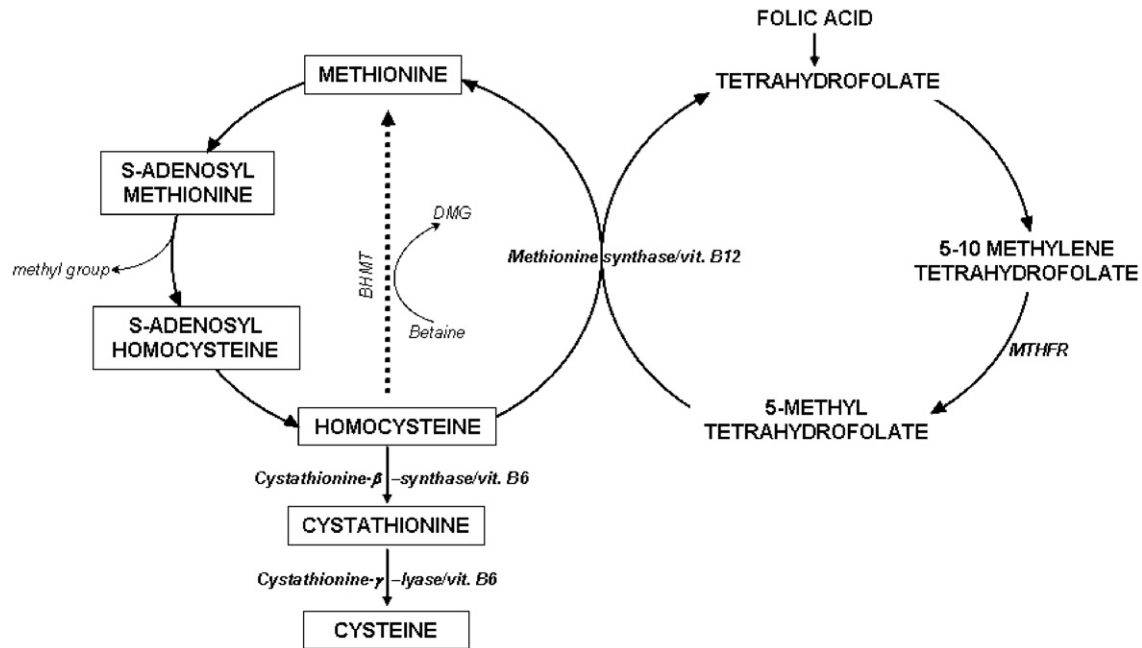 FOLIC ACID
METHIONINE
TETRAHYDROFOLATE
S-ADENOSYL
METHIONINE
DMG
methyl group
BHMT
Methionine synthase/vit. B12
5-10 METHYLENE
TETRAHYDROFOLATE
S-ADENOSYL
HOMOCYSTEINE
Betaine
MTHFR
HOMOCYSTEINE
5-METHYL
TETRAHYDROFOLATE
Cystathionine-β –synthase/vit. B6
CYSTATHIONINE
Cystathionine-γ –lyase/vit. B6
CYSTEINE